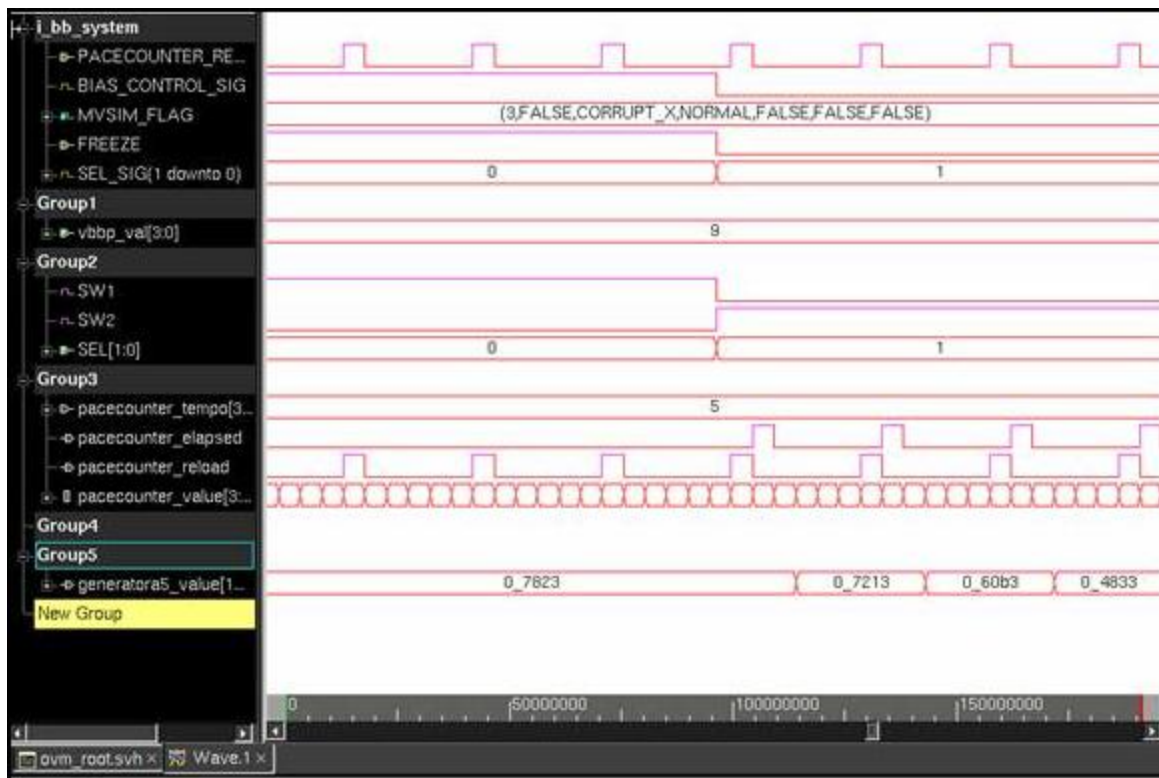 i_bb_system
PACECOUNTER_RE...
BIAS_CONTROL_SIG
MVSIM_FLAG
(3,FALSE,CORRUPT_X,NORMAL,FALSE,FALSE,FALSE)
FREEZE
SEL_SIG(1 downto 0)
0 1
Group1
vbbp_val[3:0]
9
Group2
SW1
SW2
SEL[1:0]
0 1
Group3
pacecounter_tempo[3...
5
pacecounter_elapsed
pacecounter_reload
pacecounter_value[3:...
Group4
Group5
generatora5_value[1...
0_7823 0_7213 0_60b3 0_4833
New Group
0 50000000 100000000 150000000
ovm_root.svh × Wave.1 ×